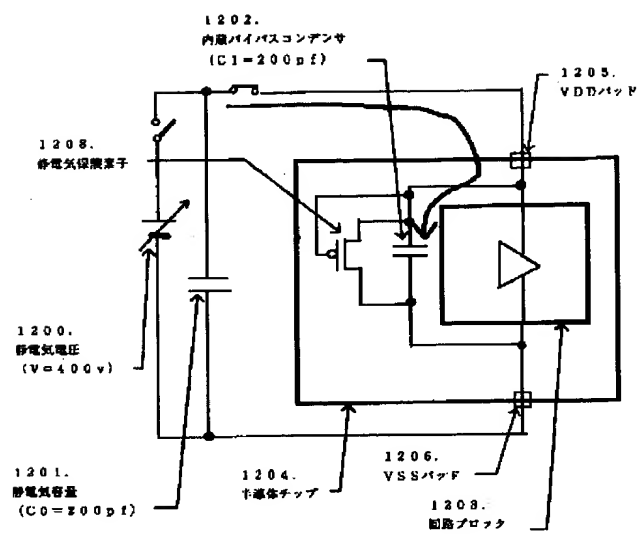 1202.
内蔵バイパスコンデンサ
(C1=200pf)
1205.
VDDパッド
1208.
静電気保護素子
1200.
静電気電圧
(V=400v)
1201.
静電気容量
(C0=200pf)
1204.
半導体チップ
1206.
VSSパッド
1203.
回路ブロック